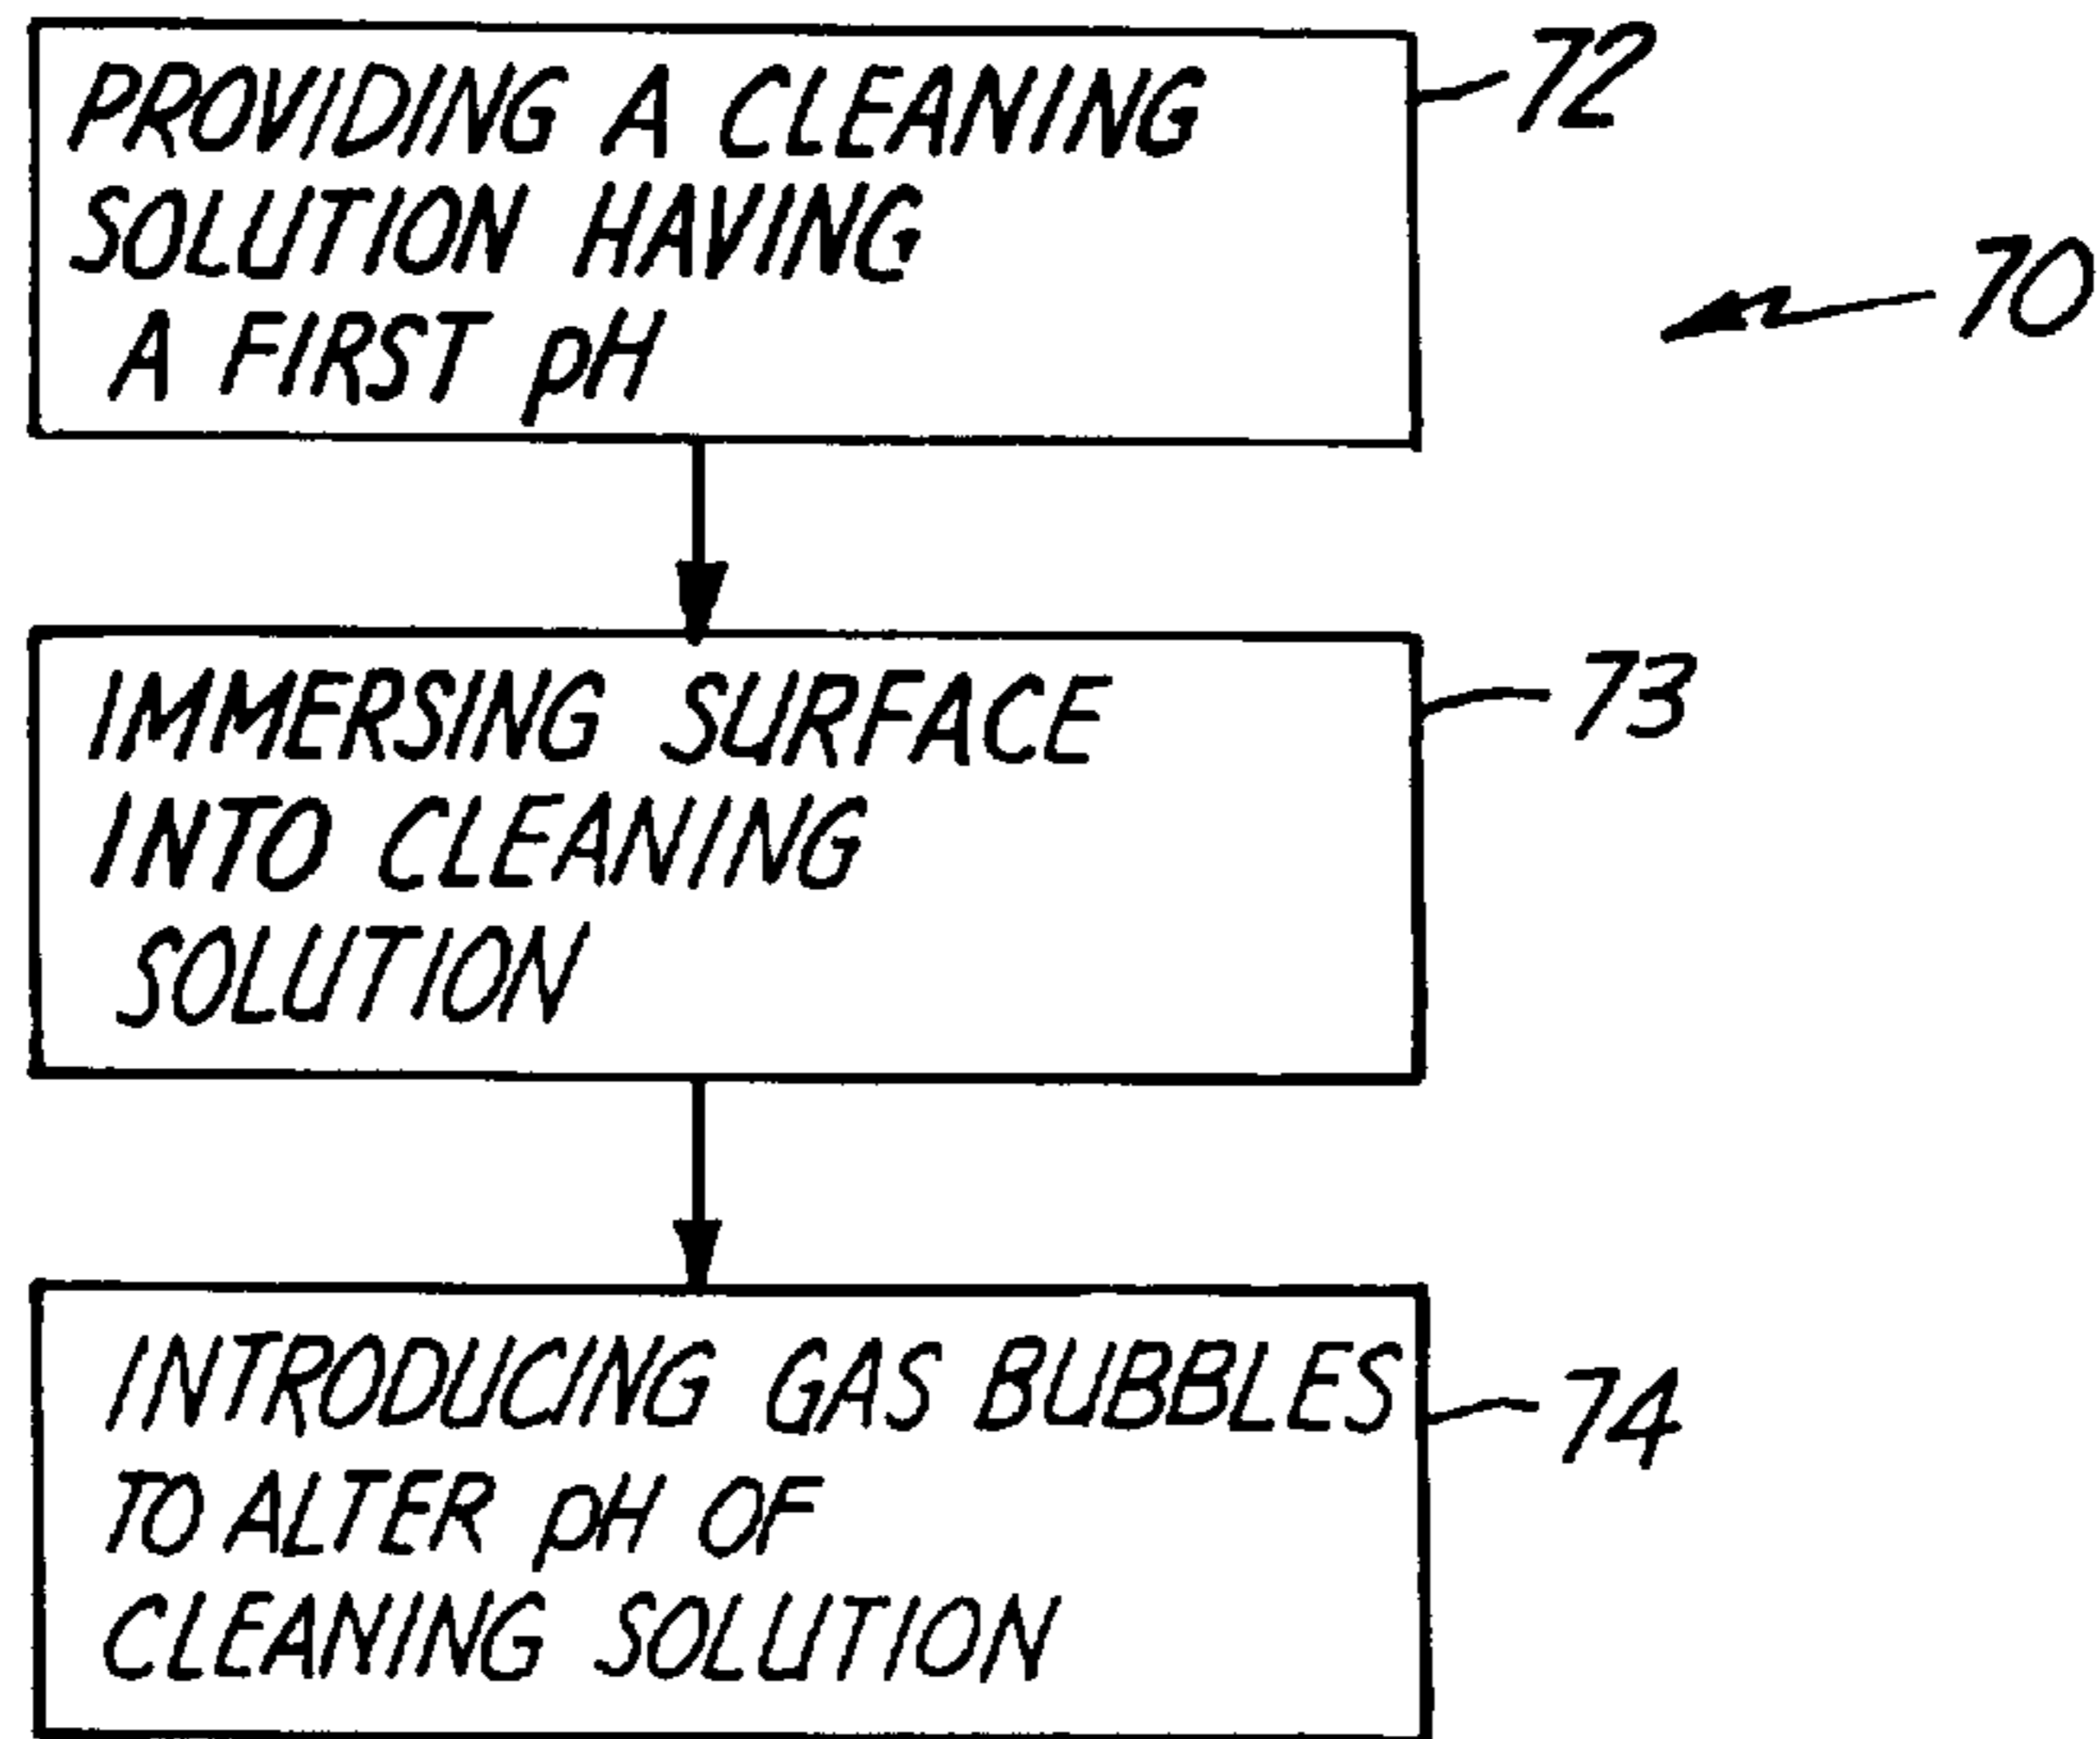 PROVIDING A CLEANING
SOLUTION HAVING
A FIRST pH
72
70
IMMERSING SURFACE
INTO CLEANING
SOLUTION
73
INTRODUCING GAS BUBBLES
TO ALTER pH OF
CLEANING SOLUTION
74